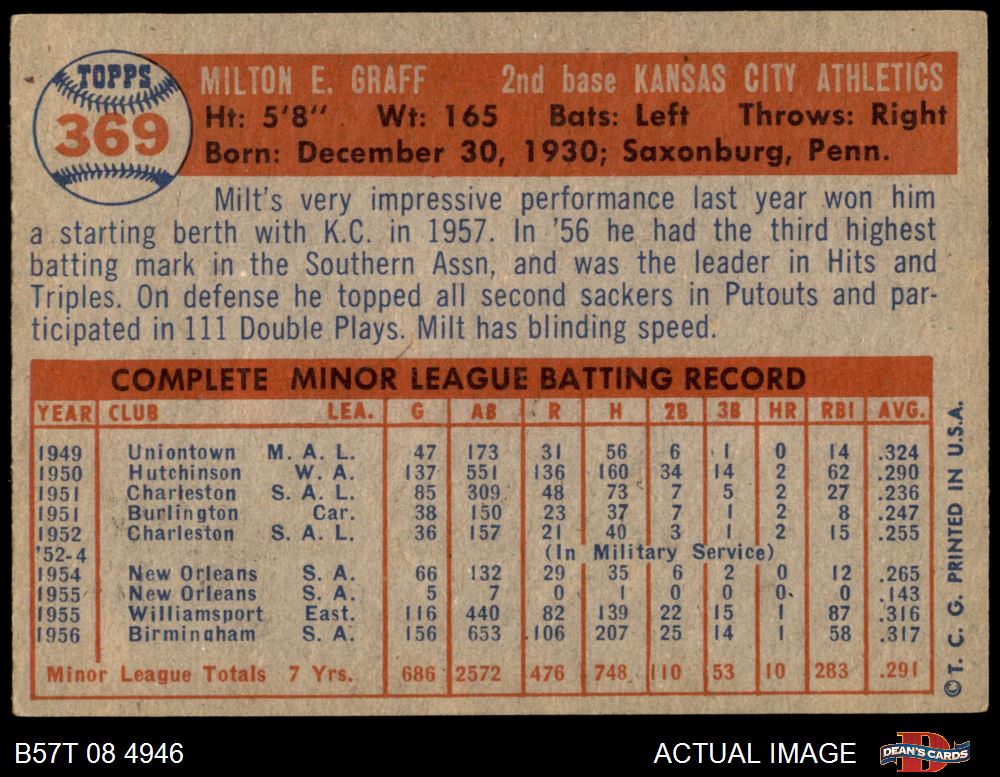 TOPPS
369
MILTON E. GRAFF 2nd base KANSAS CITY ATHLETICS
Ht: 5'8" Wt: 165 Bats: Left Throws: Right
Born: December 30, 1930; Saxonburg, Penn.
Milt's very impressive performance last year won him
a starting berth with K.C. in 1957. In '56 he had the third highest
batting mark in the Southern Assn, and was the leader in Hits and
Triples. On defense he topped all second sackers in Putouts and par-
ticipated in 111 Double Plays. Milt has blinding speed.
COMPLETE MINOR LEAGUE BATTING RECORD
YEAR CLUB LEA. G AB R H 2B 3B HR RBI AVG.
1949 Uniontown M. A. L. 47 173 31 56 6 1 0 14 .324
1950 Hutchinson W. A. 137 551 136 160 34 14 2 62 .290
1951 Charleston S. A. L. 85 309 48 73 7 5 2 27 .236
1951 Burlington Car. 38 150 23 37 7 1 2 8 .247
1952 Charleston S. A. L. 36 157 21 40 3 1 2 15 .255
'52-4 (In Military Service)
1954 New Orleans S. A. 66 132 29 35 6 2 0 12 .265
1955 New Orleans S. A. 5 7 0 1 0 0 0 0 .143
1955 Williamsport East. 116 440 82 139 22 15 1 87 .316
1956 Birmingham S. A. 156 653 106 207 25 14 1 58 .317
Minor League Totals 7 Yrs. 686 2572 476 748 110 53 10 283 .291
©T. C. G. PRINTED IN U.S.A.
B57T 08 4946 ACTUAL IMAGE
D
DEAN'S CARDS